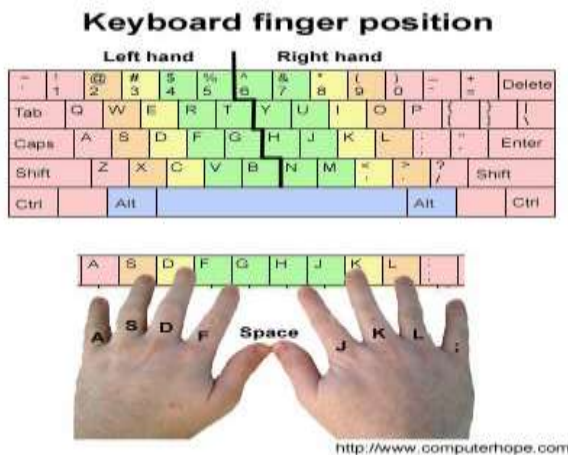 Keyboard finger position
Left hand Right hand
~ ! @ # $ % ^ & * ( ) _ +
` 1 2 3 4 5 6 7 8 9 0 - = Delete
Tab Q W E R T Y U I O P { } |
[ ] \
Caps A S D F G H J K L : " Enter
; '
Shift Z X C V B N M < > ? Shift
, . /
Ctrl Alt Alt Ctrl
A S D F G H J K L :
;
A S D F Space J K L ;
http://www.computerhope.com